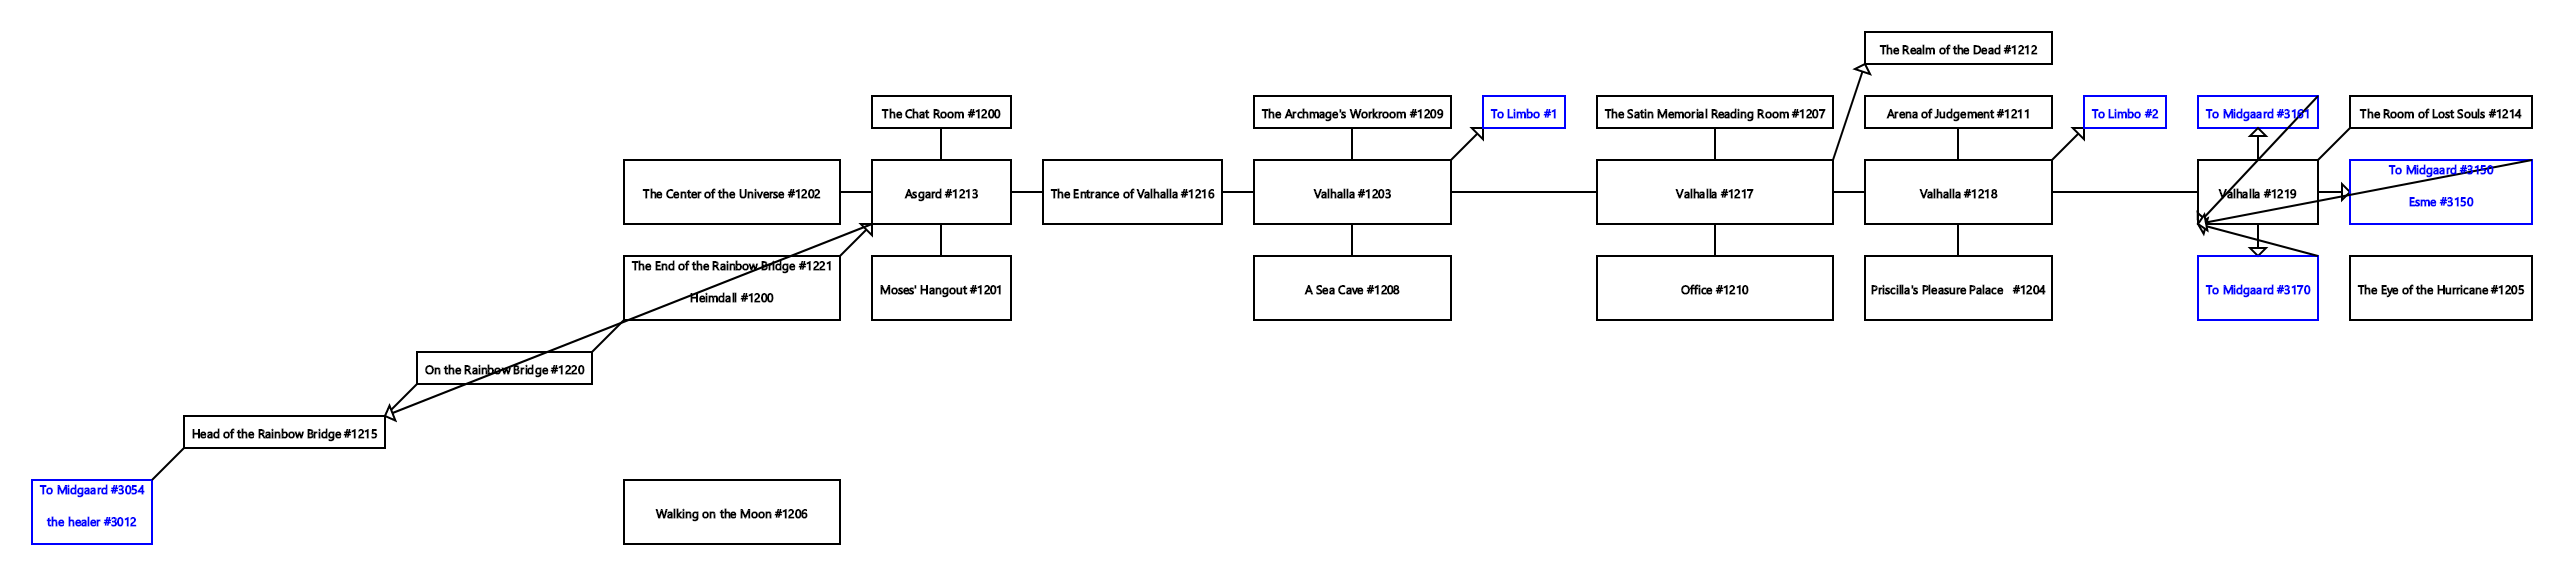 The Realm of the Dead #1212
The Chat Room #1200
The Archmage's Workroom #1209
To Limbo #1
The Satin Memorial Reading Room #1207
Arena of Judgement #1211
To Limbo #2
To Midgaard #3161
The Room of Lost Souls #1214
The Center of the Universe #1202
Asgard #1213
The Entrance of Valhalla #1216
Valhalla #1203
Valhalla #1217
Valhalla #1218
Valhalla #1219
To Midgaard #3150
Esme #3150
The End of the Rainbow Bridge #1221
Heimdall #1200
Moses' Hangout #1201
A Sea Cave #1208
Office #1210
Priscilla's Pleasure Palace #1204
To Midgaard #3170
The Eye of the Hurricane #1205
On the Rainbow Bridge #1220
Head of the Rainbow Bridge #1215
To Midgaard #3054
the healer #3012
Walking on the Moon #1206